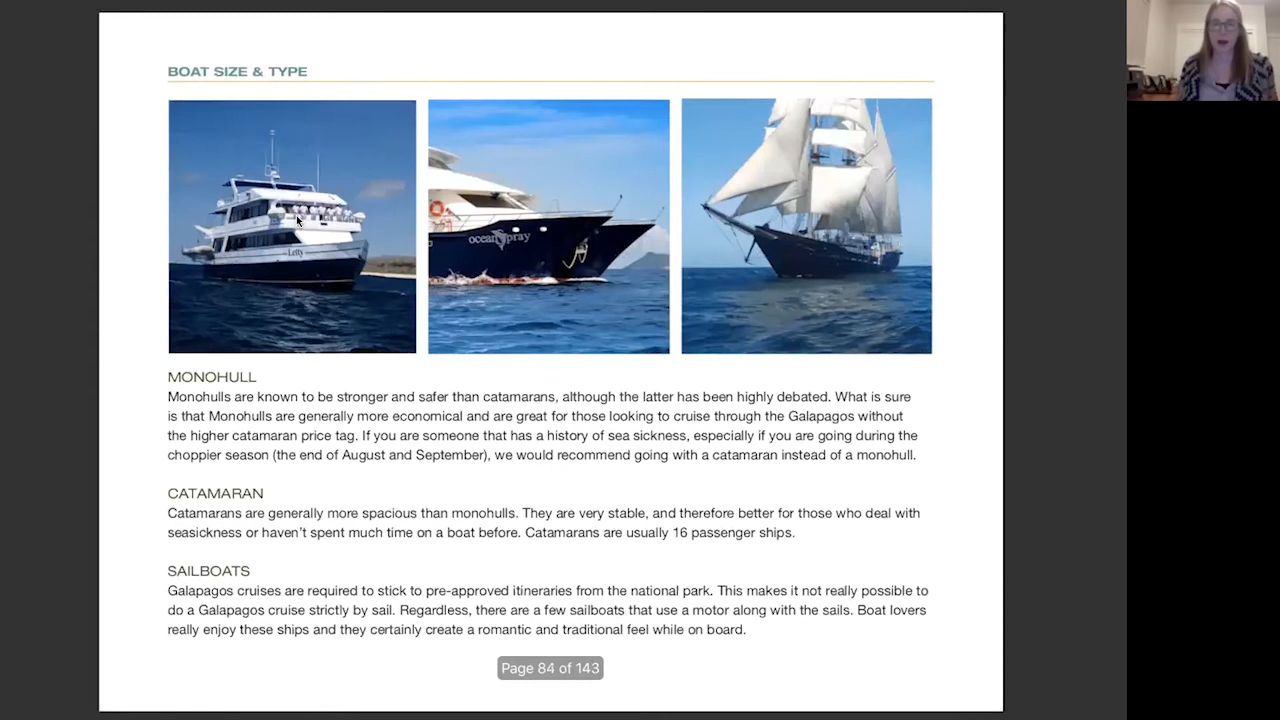 BOAT SIZE & TYPE
Letty
ocean spray
MONOHULL
Monohulls are known to be stronger and safer than catamarans, although the latter has been highly debated. What is sure
is that Monohulls are generally more economical and are great for those looking to cruise through the Galapagos without
the higher catamaran price tag. If you are someone that has a history of sea sickness, especially if you are going during the
choppier season (the end of August and September), we would recommend going with a catamaran instead of a monohull.
CATAMARAN
Catamarans are generally more spacious than monohulls. They are very stable, and therefore better for those who deal with
seasickness or haven’t spent much time on a boat before. Catamarans are usually 16 passenger ships.
SAILBOATS
Galapagos cruises are required to stick to pre-approved itineraries from the national park. This makes it not really possible to
do a Galapagos cruise strictly by sail. Regardless, there are a few sailboats that use a motor along with the sails. Boat lovers
really enjoy these ships and they certainly create a romantic and traditional feel while on board.
Page 84 of 143